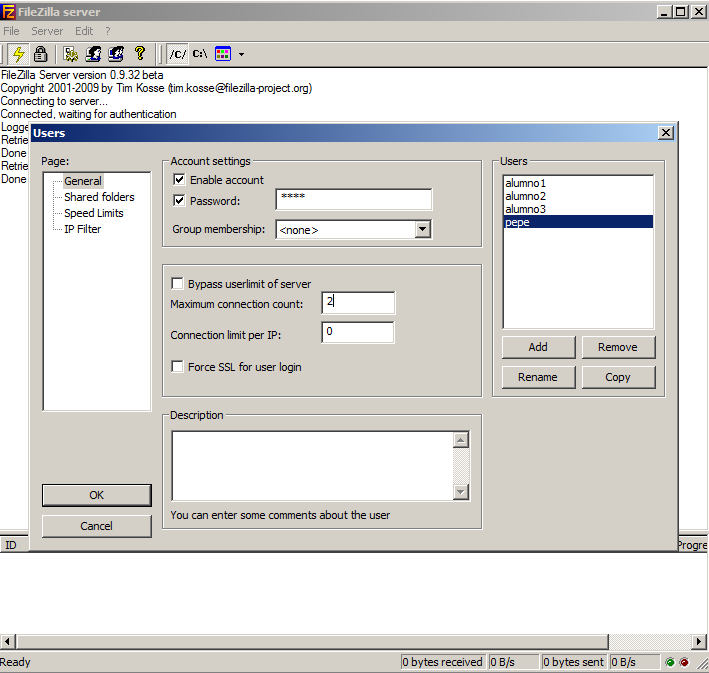 FileZilla server
File Server Edit ?
/C/ C:\
FileZilla Server version 0.9.32 beta
Copyright 2001-2009 by Tim Kosse (tim.kosse@filezilla-project.org)
Connecting to server...
Connected, waiting for authentication
Logge
Retrie
Done
Retrie
Done
Users
Page:
General
Shared folders
Speed Limits
IP Filter
OK
Cancel
Account settings
Enable account
Password: ****
Group membership: <none>
Bypass userlimit of server
Maximum connection count: 2
Connection limit per IP: 0
Force SSL for user login
Description
You can enter some comments about the user
Users
alumno1
alumno2
alumno3
pepe
Add Remove
Rename Copy
ID Progre
Ready 0 bytes received 0 B/s 0 bytes sent 0 B/s